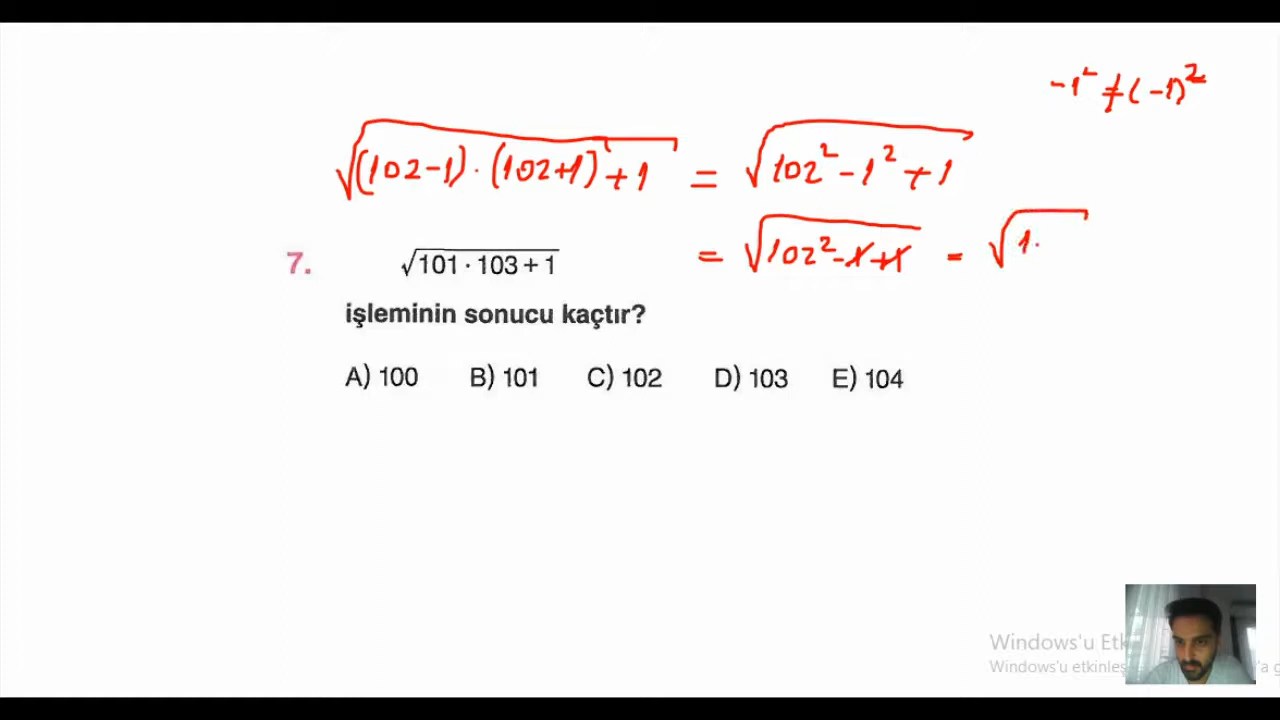 -1² ≠ (-1)²
√((102-1)·(102+1)+1) = √(102²-1²+1)
= √(102²-1+1) = √1·
7. √(101·103+1)
işleminin sonucu kaçtır?
A) 100 B) 101 C) 102 D) 103 E) 104
Windows'u Etk
Windows'u etkinleş
'a g